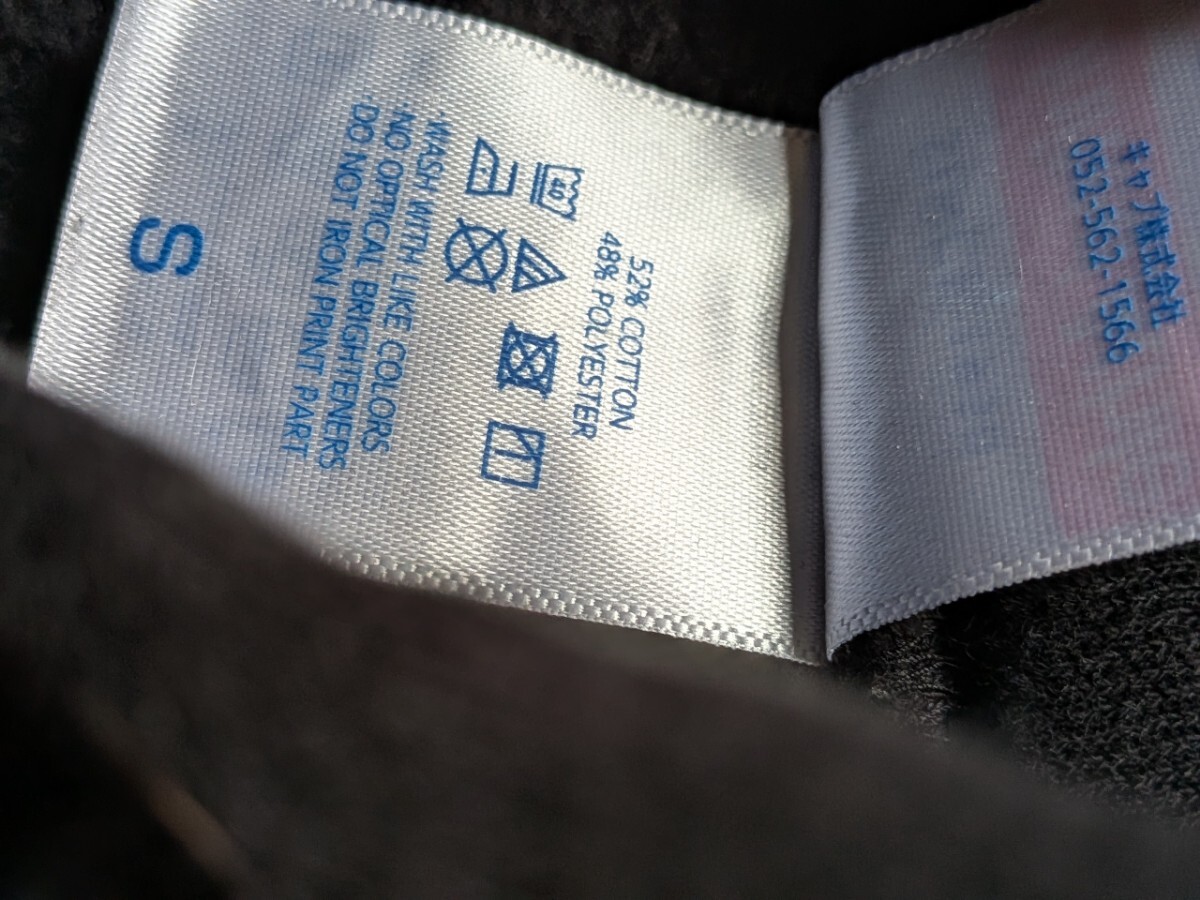 52% COTTON
48% POLYESTER
40
·WASH WITH LIKE COLORS
·NO OPTICAL BRIGHTENERS
DO NOT IRON PRINT PART
S
キャブ株式会社
052-562-1566